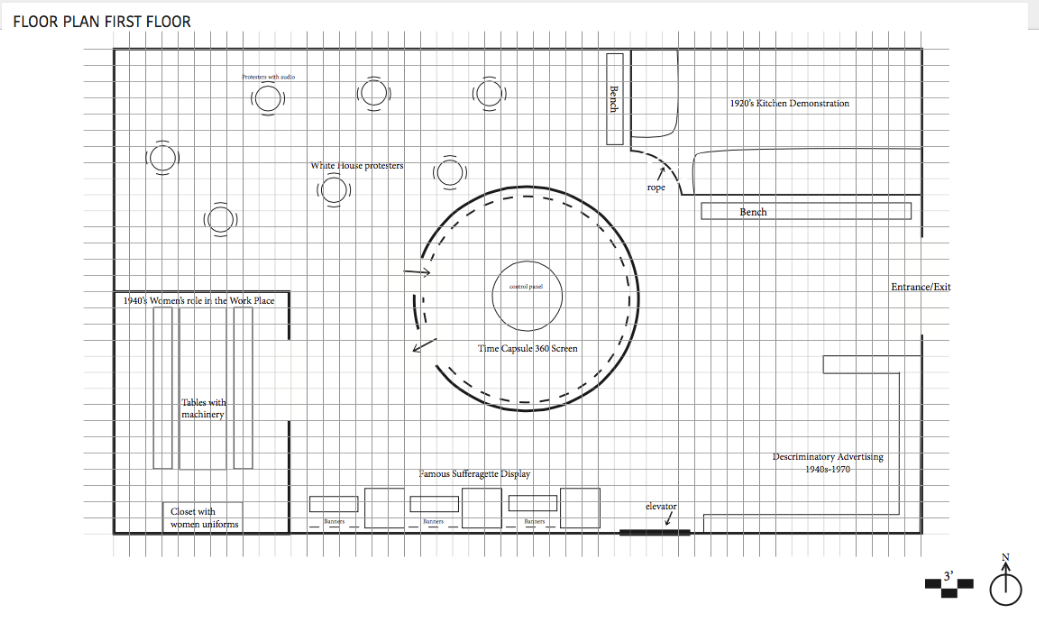 FLOOR PLAN FIRST FLOOR
Protesters with audio
Bench
1920's Kitchen Demonstration
White House protesters
rope
Bench
control panel
Entrance/Exit
1940's Women's role in the Work Place
Time Capsule 360 Screen
Tables with
machinery
Descriminatory Advertising
1940s-1970
Famous Sufferagette Display
elevator
Closet with
women uniforms
Banners
Banners
Banners
N
3'